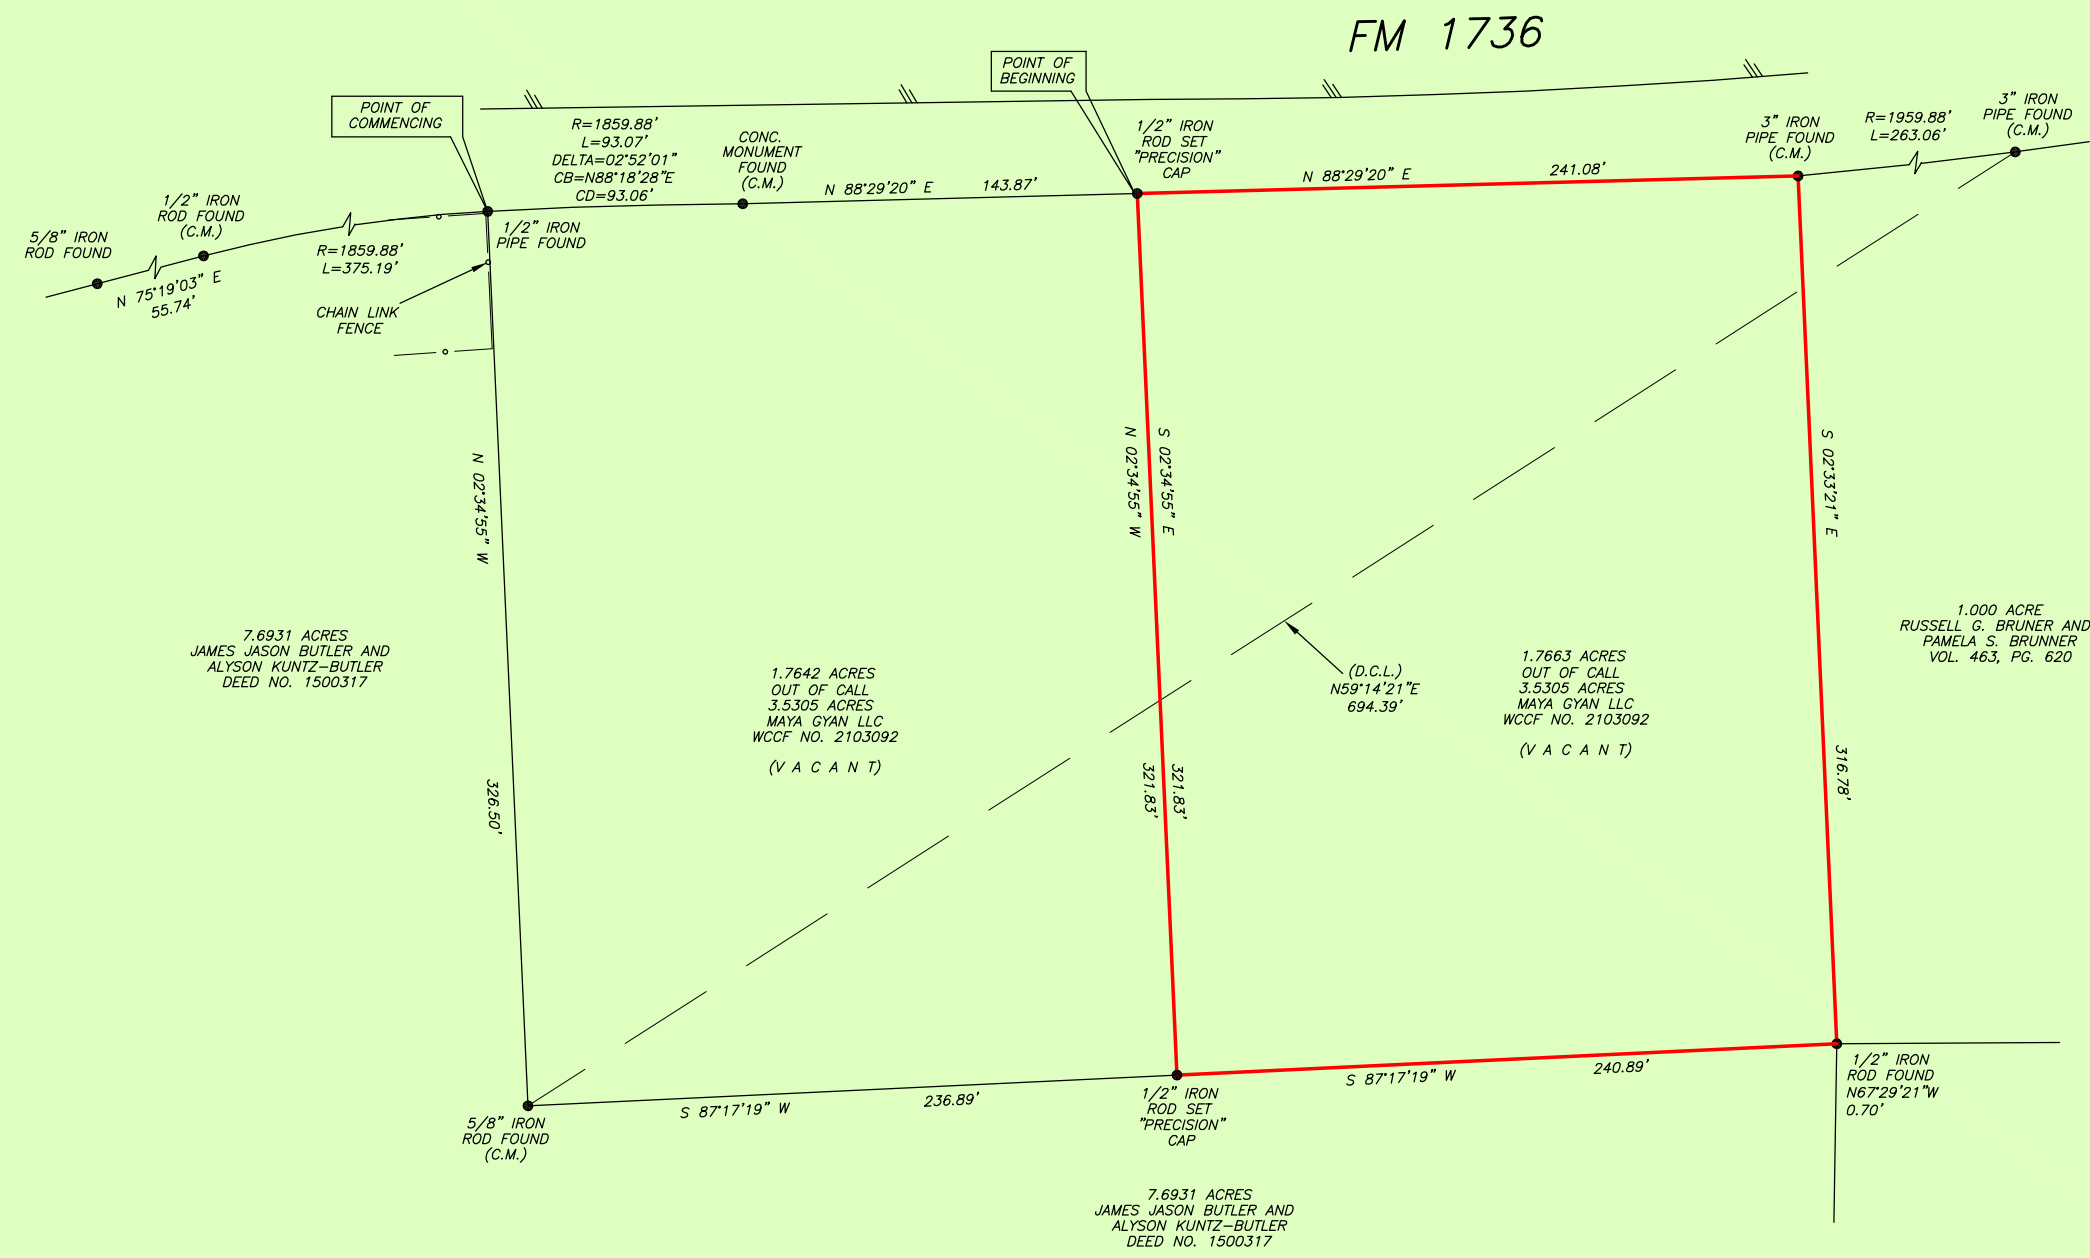 FM 1736
POINT OF
BEGINNING
POINT OF
COMMENCING
R=1859.88'
L=93.07'
DELTA=02°52'01"
CB=N88°18'28"E
CD=93.06'
CONC.
MONUMENT
FOUND
(C.M.)
1/2" IRON
ROD SET
"PRECISION"
CAP
3" IRON
PIPE FOUND
(C.M.)
R=1959.88'
L=263.06'
3" IRON
PIPE FOUND
(C.M.)
N 88°29'20" E
143.87'
N 88°29'20" E
241.08'
5/8" IRON
ROD FOUND
1/2" IRON
ROD FOUND
(C.M.)
N 75°19'03" E
55.74'
R=1859.88'
L=375.19'
1/2" IRON
PIPE FOUND
CHAIN LINK
FENCE
N 02°34'55" W
326.50'
N 02°34'55" W
321.83'
S 02°34'55" E
321.83'
S 02°33'21" E
316.78'
7.6931 ACRES
JAMES JASON BUTLER AND
ALYSON KUNTZ-BUTLER
DEED NO. 1500317
1.7642 ACRES
OUT OF CALL
3.5305 ACRES
MAYA GYAN LLC
WCCF NO. 2103092
(V A C A N T)
(D.C.L.)
N59°14'21"E
694.39'
1.7663 ACRES
OUT OF CALL
3.5305 ACRES
MAYA GYAN LLC
WCCF NO. 2103092
(V A C A N T)
1.000 ACRE
RUSSELL G. BRUNER AND
PAMELA S. BRUNNER
VOL. 463, PG. 620
5/8" IRON
ROD FOUND
(C.M.)
S 87°17'19" W
236.89'
1/2" IRON
ROD SET
"PRECISION"
CAP
S 87°17'19" W
240.89'
1/2" IRON
ROD FOUND
N67°29'21"W
0.70'
7.6931 ACRES
JAMES JASON BUTLER AND
ALYSON KUNTZ-BUTLER
DEED NO. 1500317